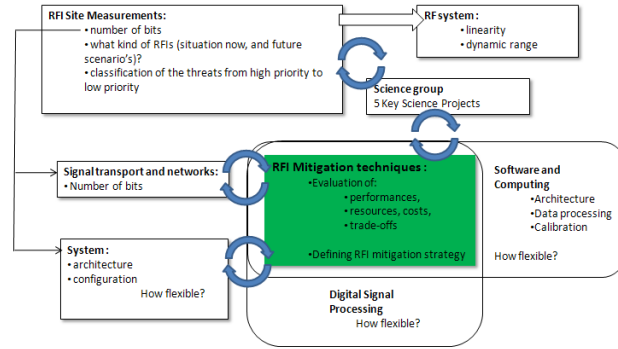 RFI Site Measurements:
• number of bits
• what kind of RFIs (situation now, and future
scenario's)?
• classification of the threats from high priority to
low priority
RF system :
• linearity
• dynamic range
Science group
5 Key Science Projects
Signal transport and networks:
• Number of bits
RFI Mitigation techniques :
•Evaluation of:
• performances,
• resources, costs,
• trade-offs
•Defining RFI mitigation strategy
Software and
Computing
•Architecture
•Data processing
•Calibration
How flexible?
System :
• architecture
• configuration
How flexible?
Digital Signal
Processing
How flexible?